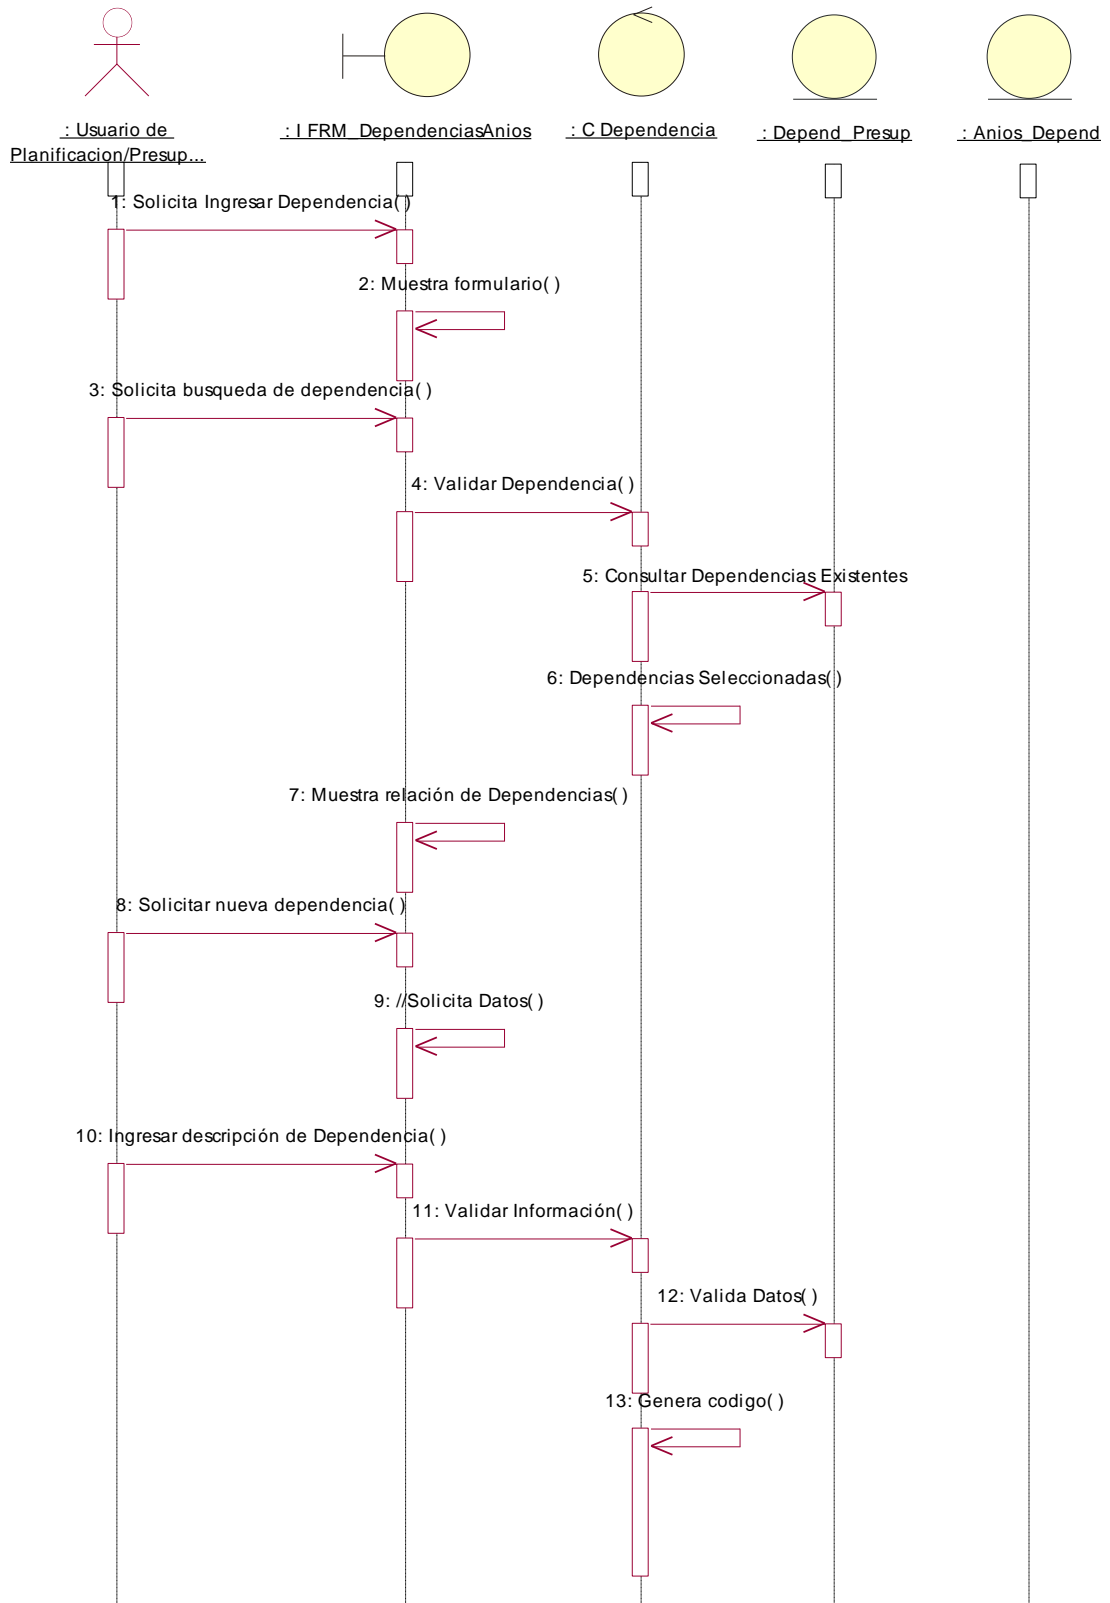 : Usuario de
Planificacion/Presup...
: I FRM_DependenciasAnios
: C Dependencia
: Depend_Presup
: Anios_Depend
1: Solicita Ingresar Dependencia( )
2: Muestra formulario( )
3: Solicita busqueda de dependencia( )
4: Validar Dependencia( )
5: Consultar Dependencias Existentes
6: Dependencias Seleccionadas( )
7: Muestra relación de Dependencias( )
8: Solicitar nueva dependencia( )
9: //Solicita Datos( )
10: Ingresar descripción de Dependencia( )
11: Validar Información( )
12: Valida Datos( )
13: Genera codigo( )